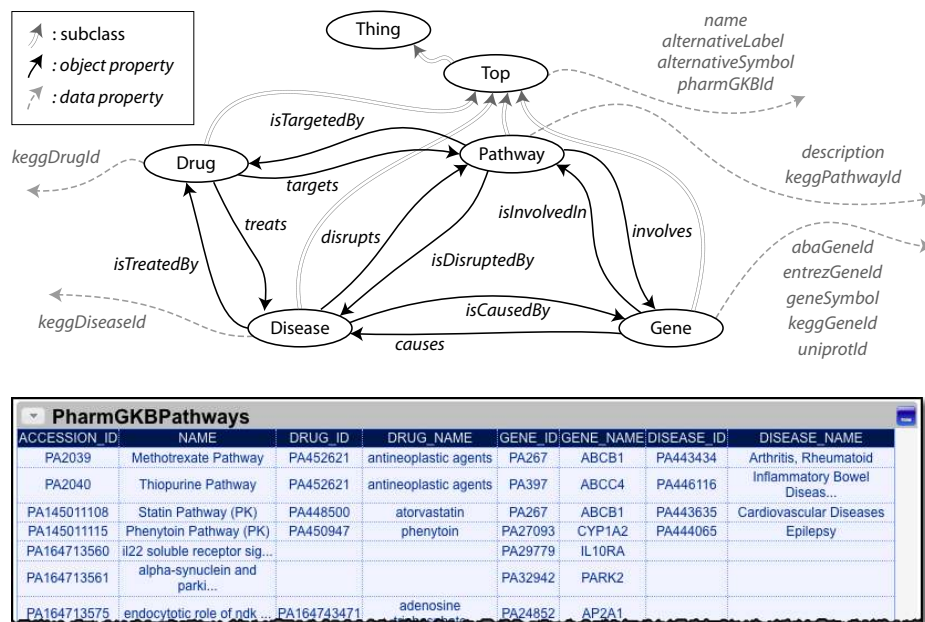 : subclass
: object property
: data property
Thing
Top
name
alternativeLabel
alternativeSymbol
pharmGKBId
isTargetedBy
keggDrugId
Drug
Pathway
targets
description
keggPathwayId
treats
disrupts
isInvolvedIn
involves
isTreatedBy
isDisruptedBy
abaGeneId
entrezGeneId
geneSymbol
keggGeneId
uniprotId
keggDiseaseId
Disease
isCausedBy
Gene
causes
PharmGKBPathways
ACCESSION_ID NAME DRUG_ID DRUG_NAME GENE_ID GENE_NAME DISEASE_ID DISEASE_NAME
PA2039 Methotrexate Pathway PA452621 antineoplastic agents PA267 ABCB1 PA443434 Arthritis, Rheumatoid
PA2040 Thiopurine Pathway PA452621 antineoplastic agents PA397 ABCC4 PA446116 Inflammatory Bowel
Diseas...
PA145011108 Statin Pathway (PK) PA448500 atorvastatin PA267 ABCB1 PA443635 Cardiovascular Diseases
PA145011115 Phenytoin Pathway (PK) PA450947 phenytoin PA27093 CYP1A2 PA444065 Epilepsy
PA164713560 il22 soluble receptor sig... PA29779 IL10RA
PA164713561 alpha-synuclein and
parki... PA32942 PARK2
PA164713575 endocytotic role of ndk ... PA164743471 adenosine PA24852 AP2A1